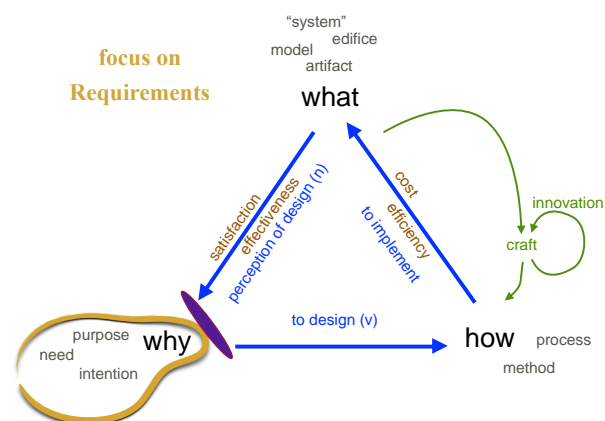 “system”
edifice
model
artifact
focus on
Requirements
what
satisfaction
effectiveness
perception of design (n)
cost
efficiency
to implement
innovation
craft
to design (v)
purpose
need
why
intention
how
process
method